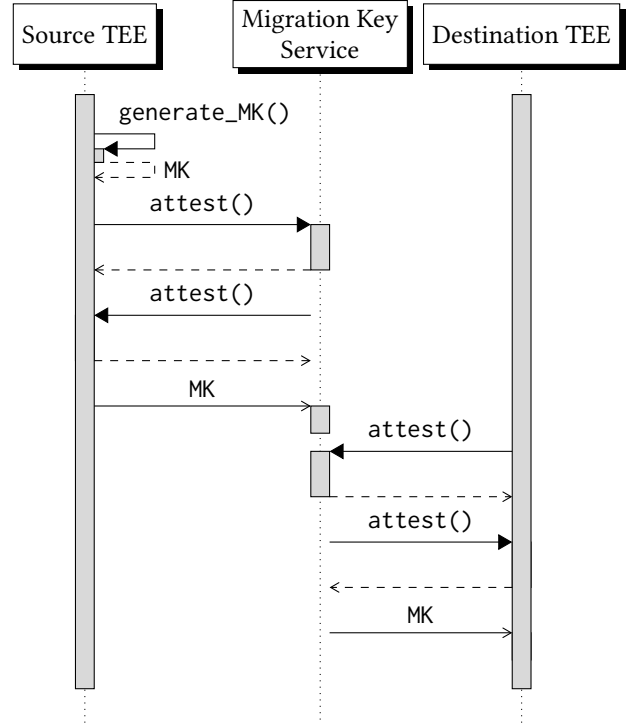 Source TEE
Migration Key
Service
Destination TEE
generate_MK()
MK
attest()
attest()
MK
attest()
attest()
MK